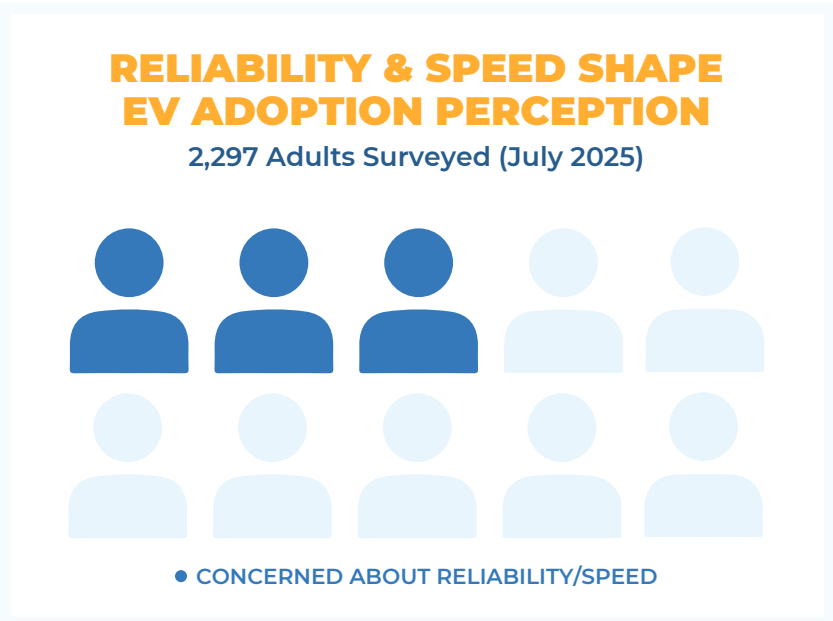 RELIABILITY & SPEED SHAPE
EV ADOPTION PERCEPTION
2,297 Adults Surveyed (July 2025)
CONCERNED ABOUT RELIABILITY/SPEED